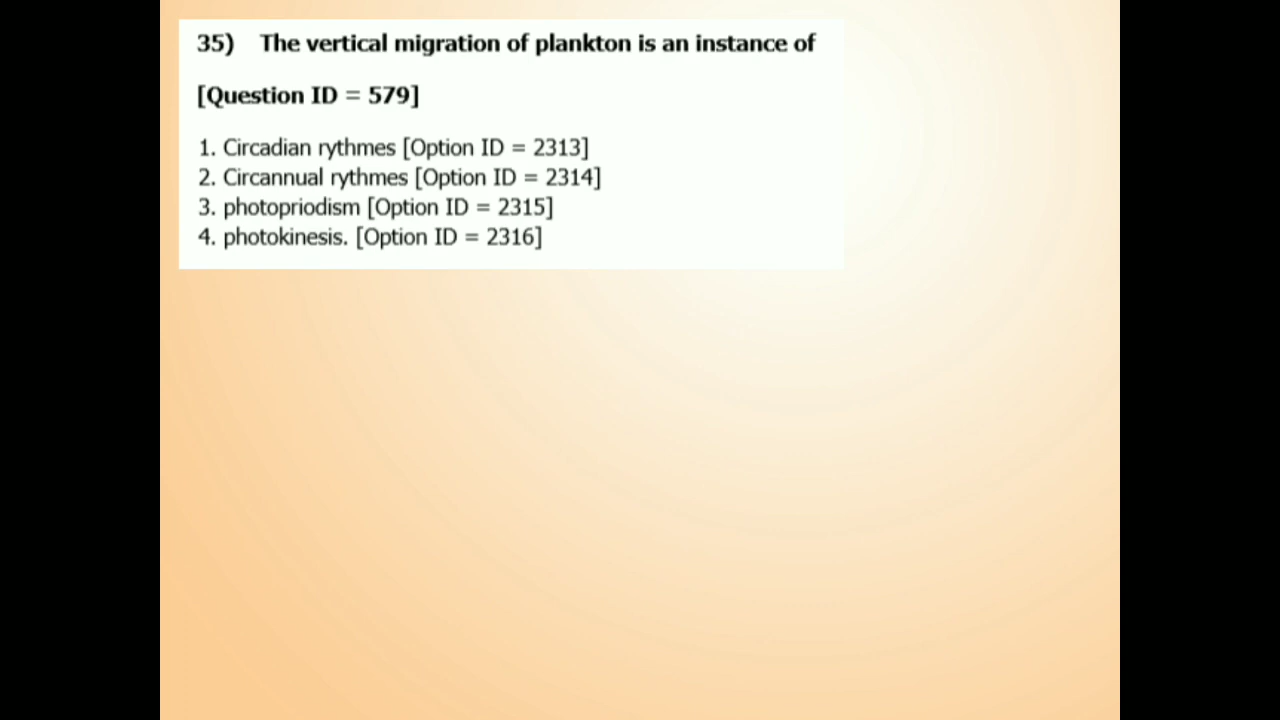 35) The vertical migration of plankton is an instance of
[Question ID = 579]
1. Circadian rythmes [Option ID = 2313]
2. Circannual rythmes [Option ID = 2314]
3. photopriodism [Option ID = 2315]
4. photokinesis. [Option ID = 2316]